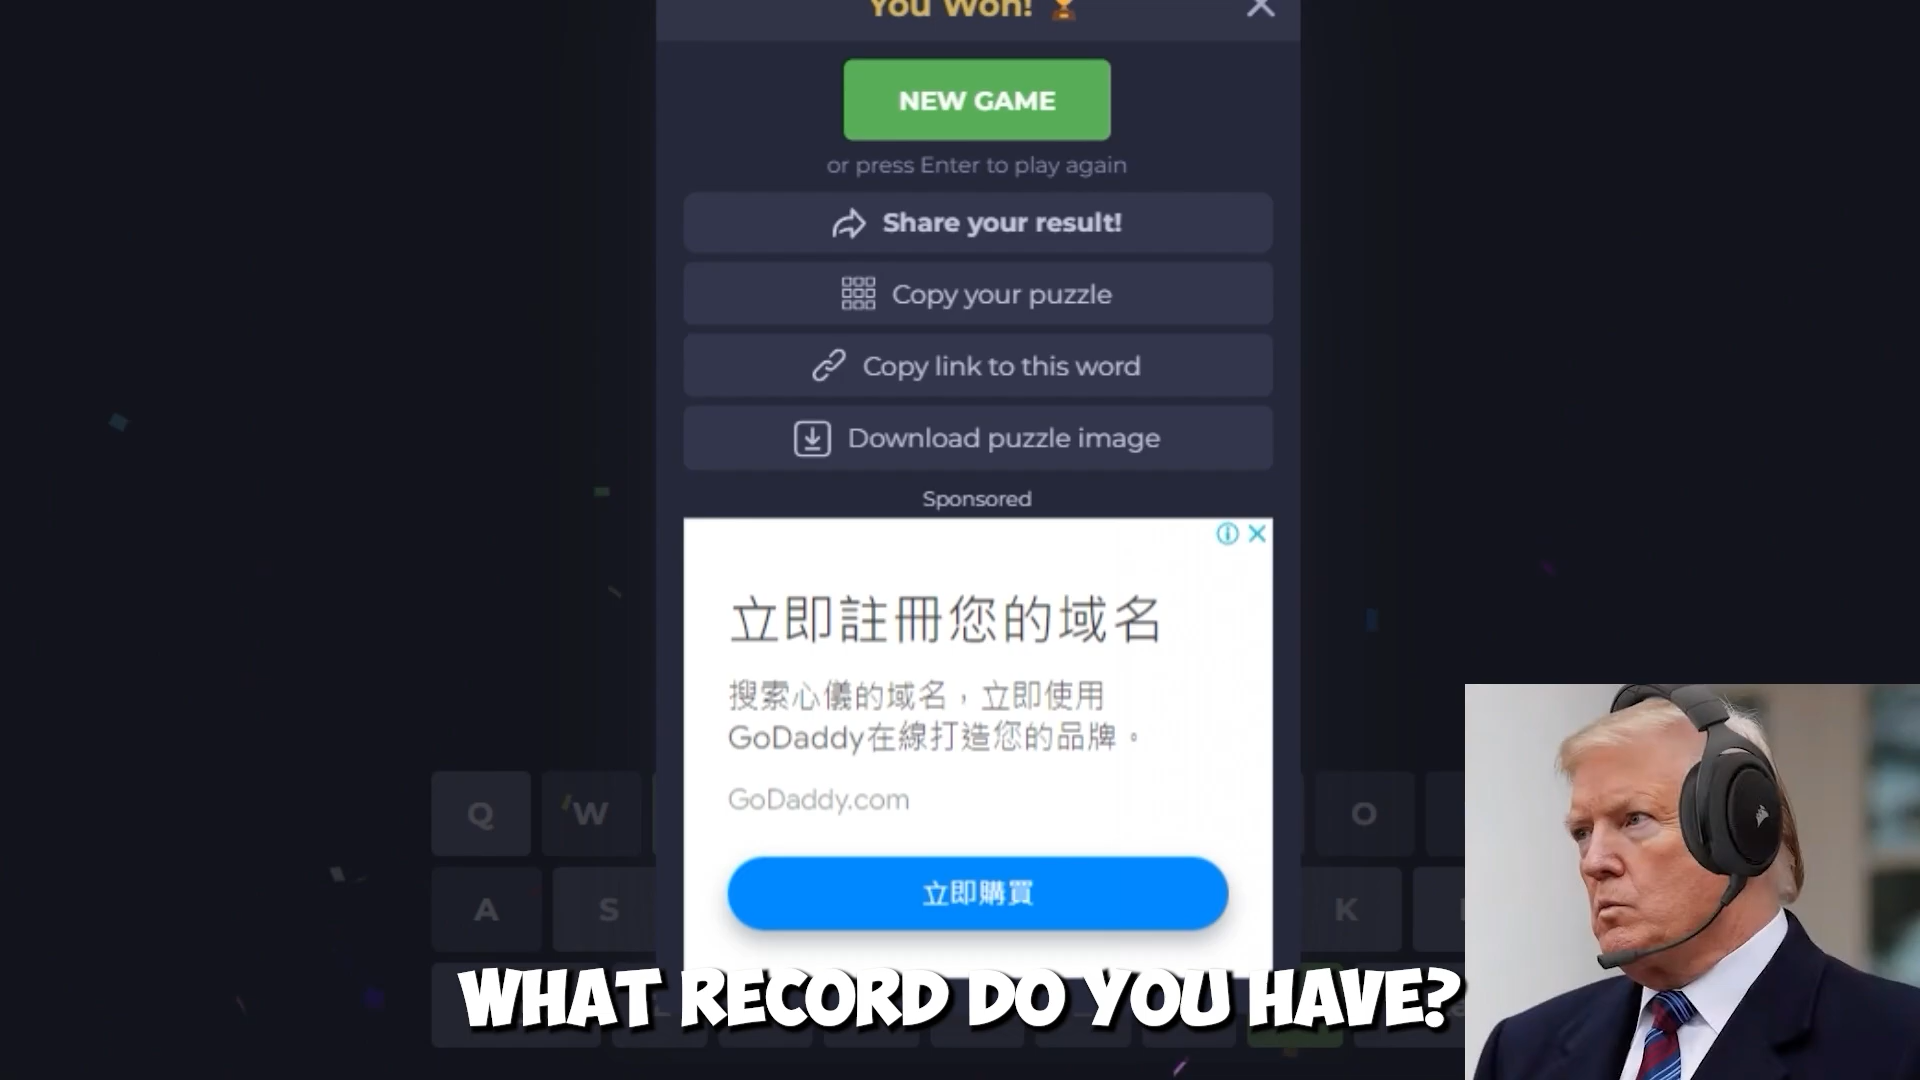 You Won!
NEW GAME
or press Enter to play again
Share your result!
Copy your puzzle
Copy link to this word
Download puzzle image
Sponsored
立即註冊您的域名
搜索心儀的域名，立即使用
GoDaddy在線打造您的品牌。
GoDaddy.com
立即購買
Q W O
A S K
WHAT RECORD DO YOU HAVE?